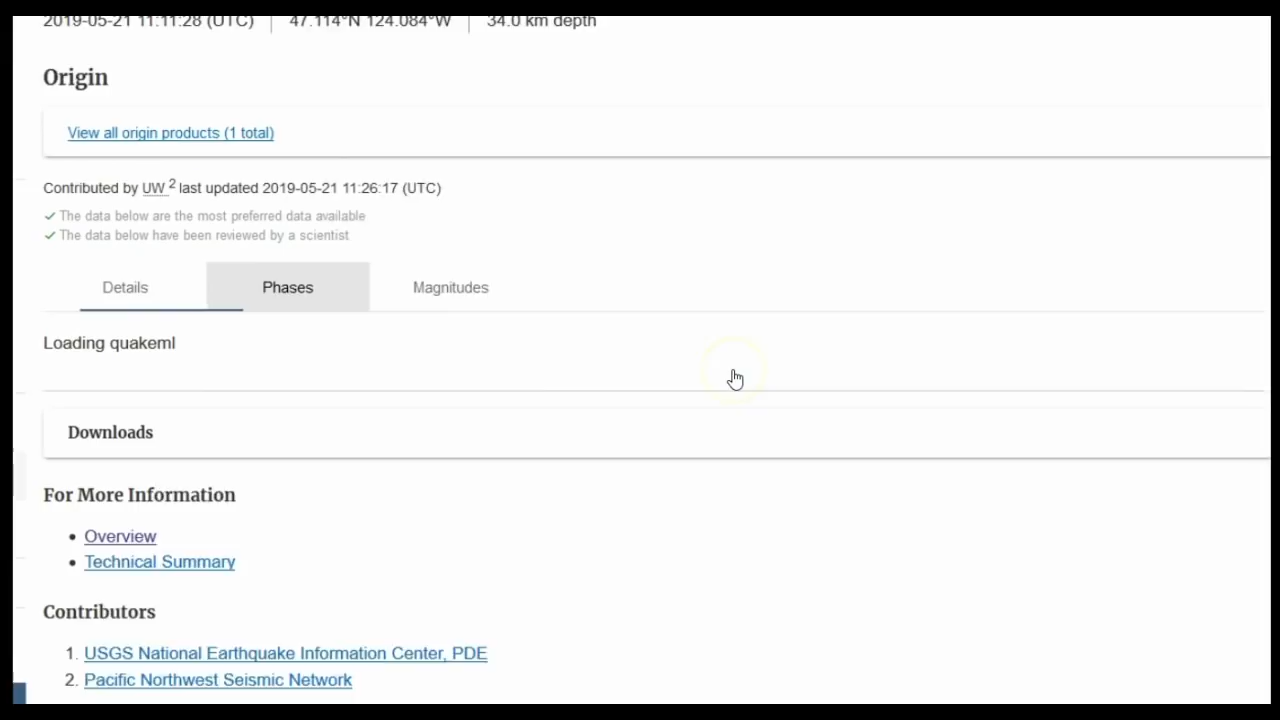 2019-05-21 11:11:28 (UTC) 47.114°N 124.084°W 34.0 km depth
Origin
View all origin products (1 total)
Contributed by UW 2 last updated 2019-05-21 11:26:17 (UTC)
The data below are the most preferred data available
The data below have been reviewed by a scientist
Details Phases Magnitudes
Loading quakeml
Downloads
For More Information
• Overview
• Technical Summary
Contributors
1. USGS National Earthquake Information Center, PDE
2. Pacific Northwest Seismic Network